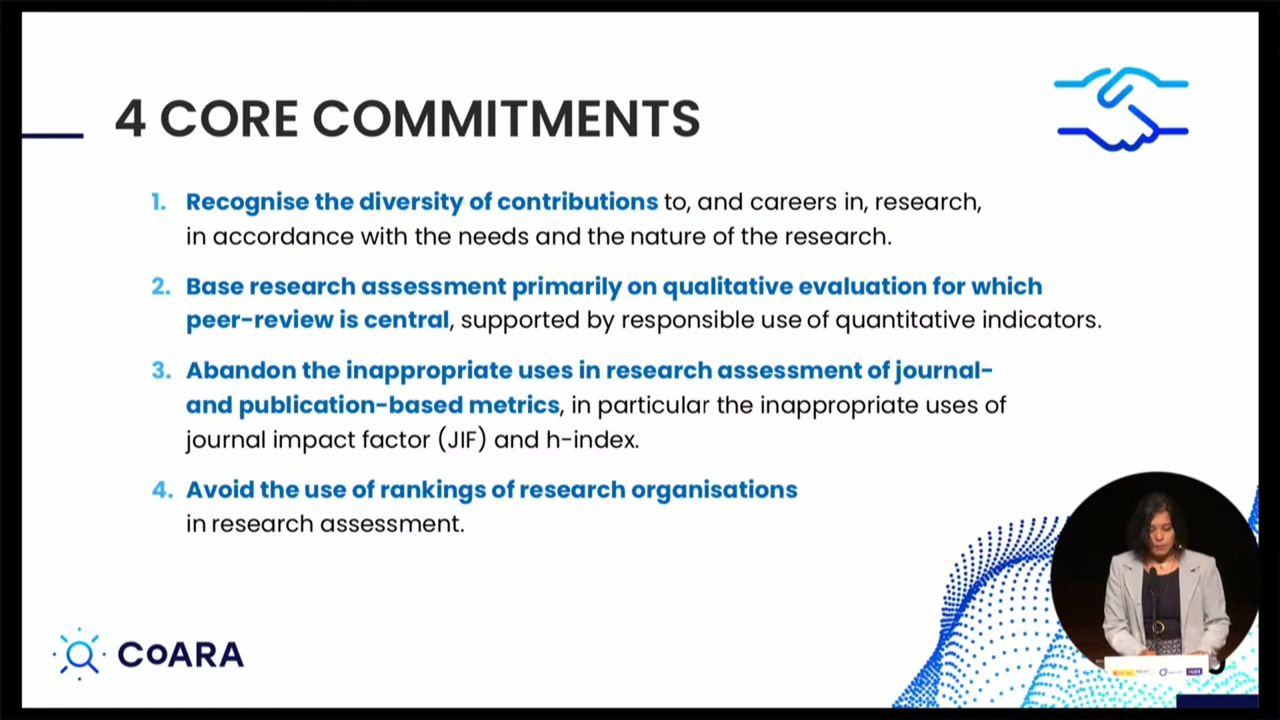 4 CORE COMMITMENTS
1. Recognise the diversity of contributions to, and careers in, research,
in accordance with the needs and the nature of the research.
2. Base research assessment primarily on qualitative evaluation for which
peer-review is central, supported by responsible use of quantitative indicators.
3. Abandon the inappropriate uses in research assessment of journal-
and publication-based metrics, in particular the inappropriate uses of
journal impact factor (JIF) and h-index.
4. Avoid the use of rankings of research organisations
in research assessment.
CoARA